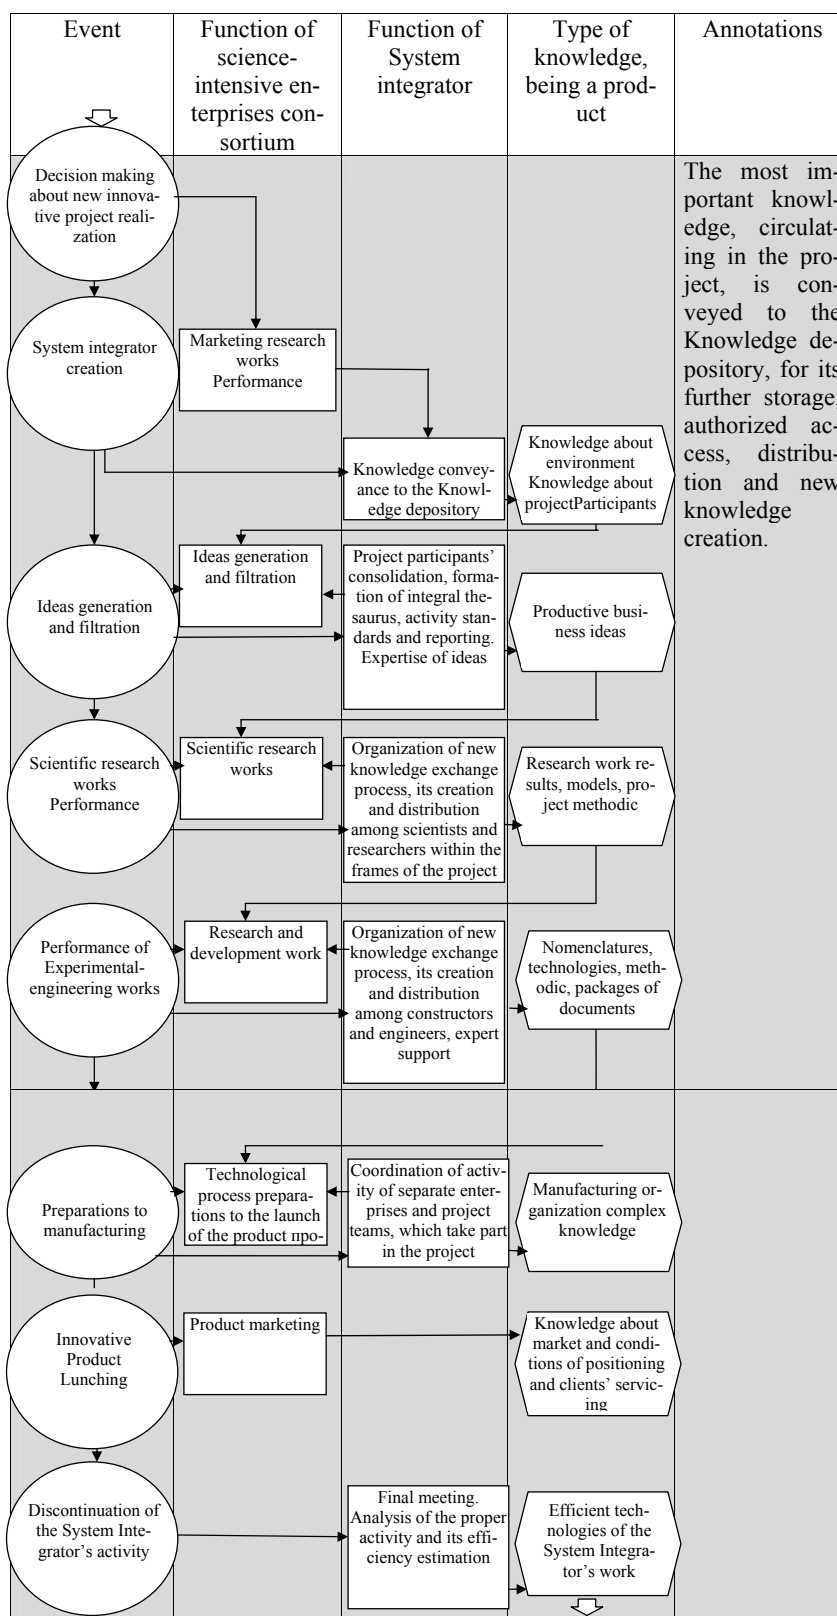 Event
Function of
science-
intensive en-
terprises con-
sortium
Function of
System
integrator
Type of
knowledge,
being a prod-
uct
Annotations
Decision making
about new innova-
tive project reali-
zation
The most im-
portant knowl-
edge, circulat-
ing in the pro-
ject, is con-
veyed to the
Knowledge de-
pository, for its
further storage,
authorized ac-
cess, distribu-
tion and new
knowledge
creation.
System integrator
creation
Marketing research
works
Performance
Knowledge convey-
ance to the Knowl-
edge depository
Knowledge about
environment
Knowledge about
projectParticipants
Ideas generation
and filtration
Ideas generation
and filtration
Project participants’
consolidation, forma-
tion of integral the-
saurus, activity stan-
dards and reporting.
Expertise of ideas
Productive busi-
ness ideas
Scientific research
works
Performance
Scientific research
works
Organization of new
knowledge exchange
process, its creation
and distribution
among scientists and
researchers within the
frames of the project
Research work re-
sults, models, pro-
ject methodic
Performance of
Experimental-
engineering works
Research and
development work
Organization of new
knowledge exchange
process, its creation
and distribution
among constructors
and engineers, expert
support
Nomenclatures,
technologies, meth-
odic, packages of
documents
Preparations to
manufacturing
Technological
process prepara-
tions to the launch
of the product про-
Coordination of activ-
ity of separate enter-
prises and project
teams, which take part
in the project
Manufacturing or-
ganization complex
knowledge
Innovative
Product
Lunching
Product marketing
Knowledge about
market and condi-
tions of positioning
and clients’ servic-
ing
Discontinuation of
the System Inte-
grator’s activity
Final meeting.
Analysis of the proper
activity and its effi-
ciency estimation
Efficient tech-
nologies of the
System Integra-
tor’s work